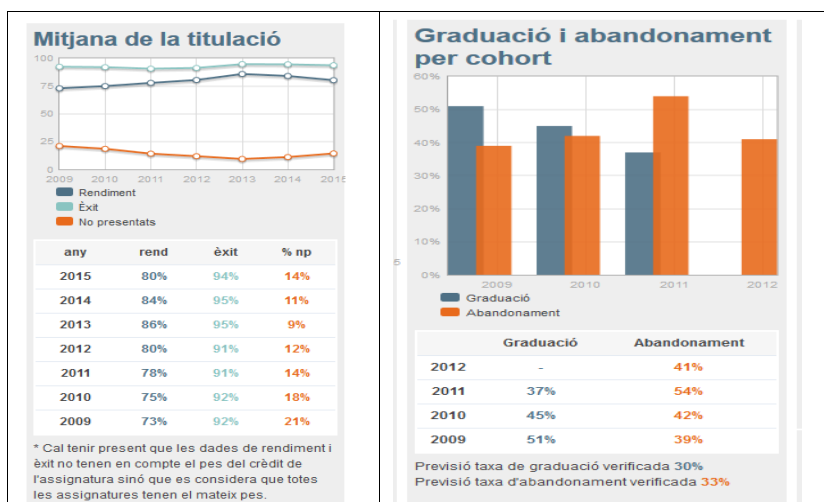 Mitjana de la titulació
100
75
50
25
0
2009 2010 2011 2012 2013 2014 2015
Rendiment
Èxit
No presentats
any rend èxit % np
2015 80% 94% 14%
2014 84% 95% 11%
2013 86% 95% 9%
2012 80% 91% 12%
2011 78% 91% 14%
2010 75% 92% 18%
2009 73% 92% 21%
* Cal tenir present que les dades de rendiment i
èxit no tenen en compte el pes del crèdit de
l'assignatura sinó que es considera que totes
les assignatures tenen el mateix pes.
Graduació i abandonament
per cohort
60%
50%
40%
30%
20%
10%
0%
5
2009 2010 2011 2012
Graduació
Abandonament
Graduació Abandonament
2012 - 41%
2011 37% 54%
2010 45% 42%
2009 51% 39%
Previsió taxa de graduació verificada 30%
Previsió taxa d'abandonament verificada 33%